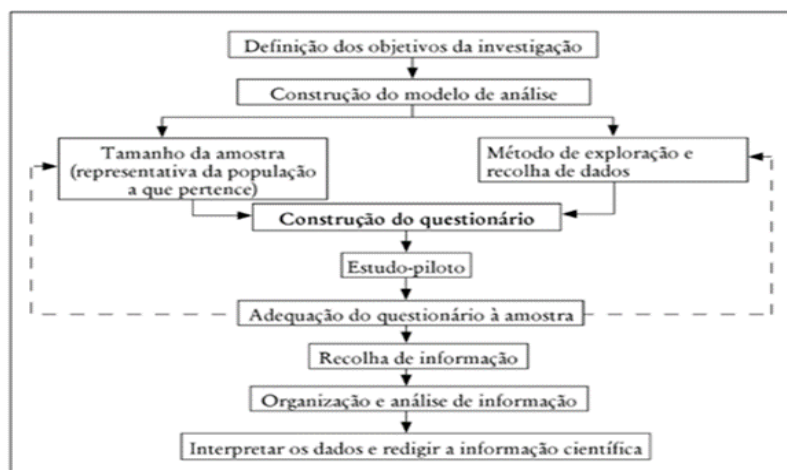 Definição dos objetivos da investigação
Construção do modelo de análise
Tamanho da amostra
(representativa da população
a que pertence)
Método de exploração e
recolha de dados
Construção do questionário
Estudo-piloto
Adequação do questionário à amostra
Recolha de informação
Organização e análise de informação
Interpretar os dados e redigir a informação científica